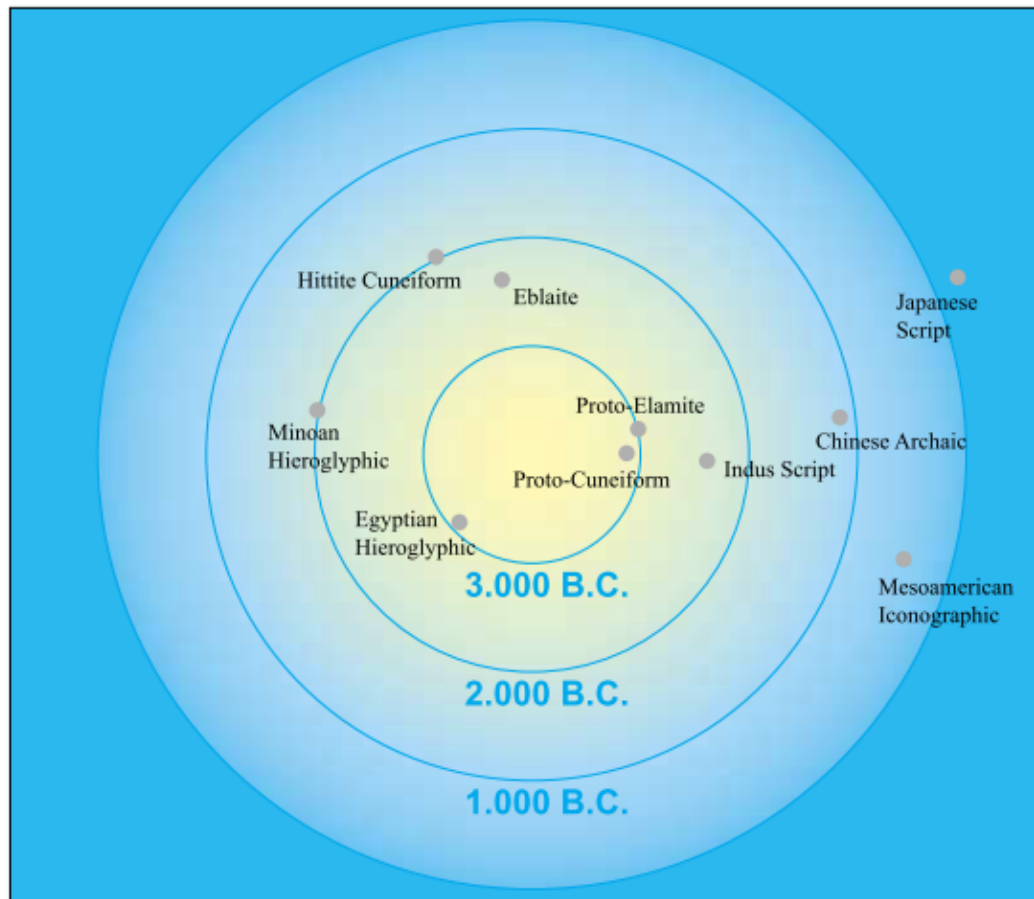 Hittite Cuneiform
Eblaite
Japanese
Script
Proto-Elamite
Minoan
Hieroglyphic
Chinese Archaic
Indus Script
Proto-Cuneiform
Egyptian
Hieroglyphic
3.000 B.C.
Mesoamerican
Iconographic
2.000 B.C.
1.000 B.C.